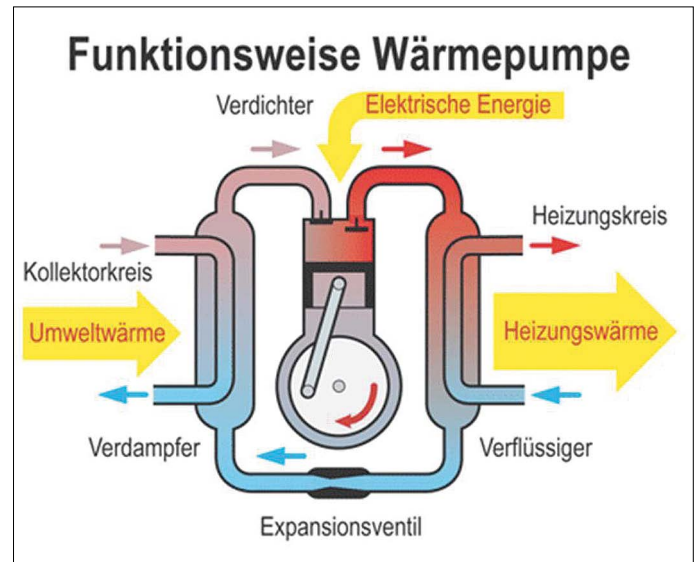 Funktionsweise Wärmepumpe
Verdichter
Elektrische Energie
Heizungskreis
Kollektorkreis
Umweltwärme
Heizungswärme
Verdampfer
Verflüssiger
Expansionsventil